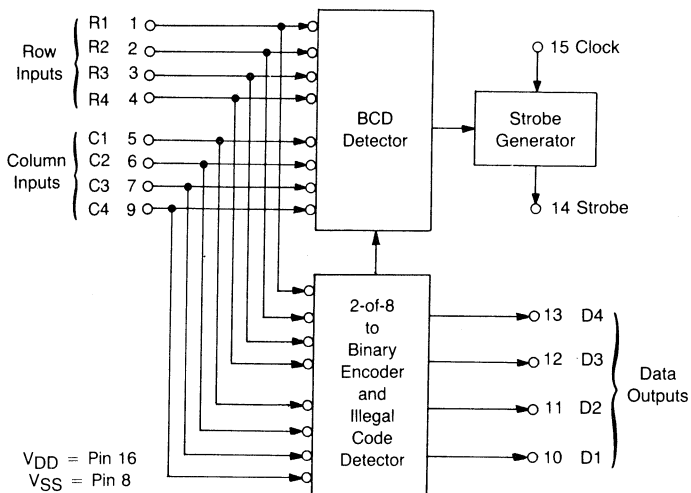 Row
Inputs
R1 1
R2 2
R3 3
R4 4
Column
Inputs
C1 5
C2 6
C3 7
C4 9
BCD
Detector
15 Clock
Strobe
Generator
14 Strobe
2-of-8
to
Binary
Encoder
and
Illegal
Code
Detector
13 D4
12 D3
11 D2
10 D1
Data
Outputs
VDD = Pin 16
VSS = Pin 8